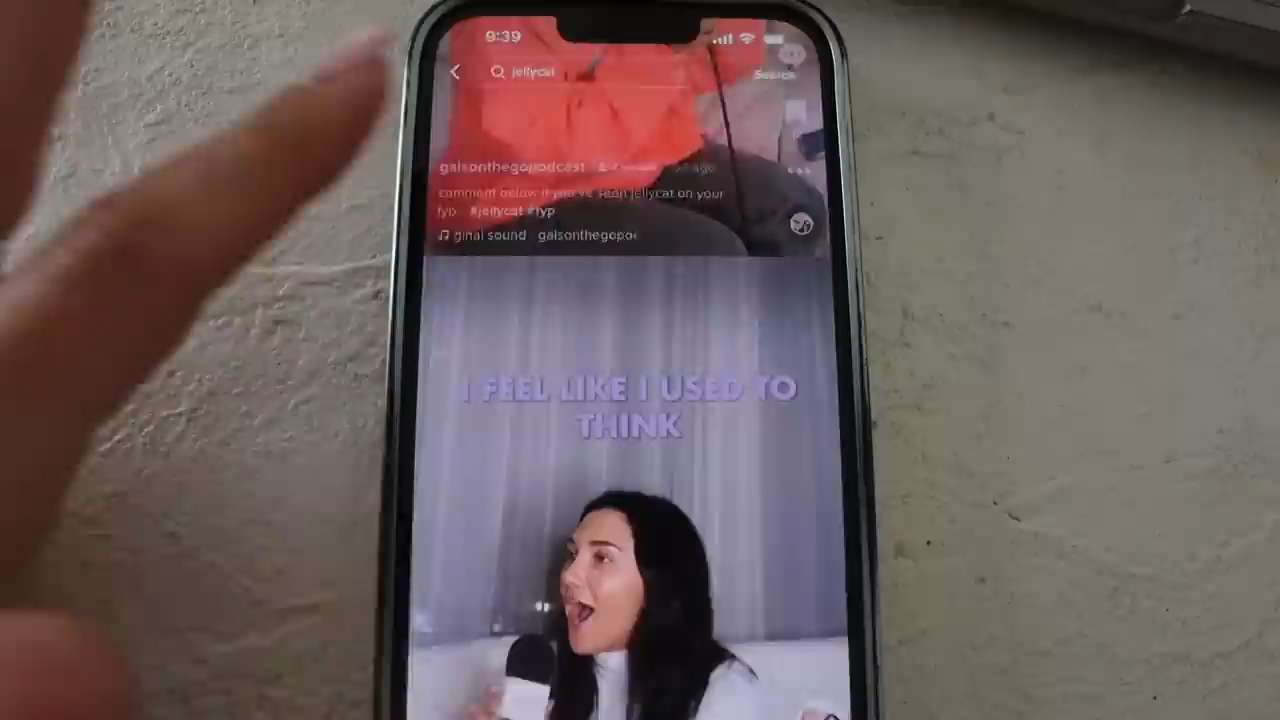 9:39
jellycat
Search
galsonthegopodcast ago
comment below if you've seen jellycat on your
fyp #jellycat #fyp
ginal sound galsonthegopo
I FEEL LIKE I USED TO
THINK